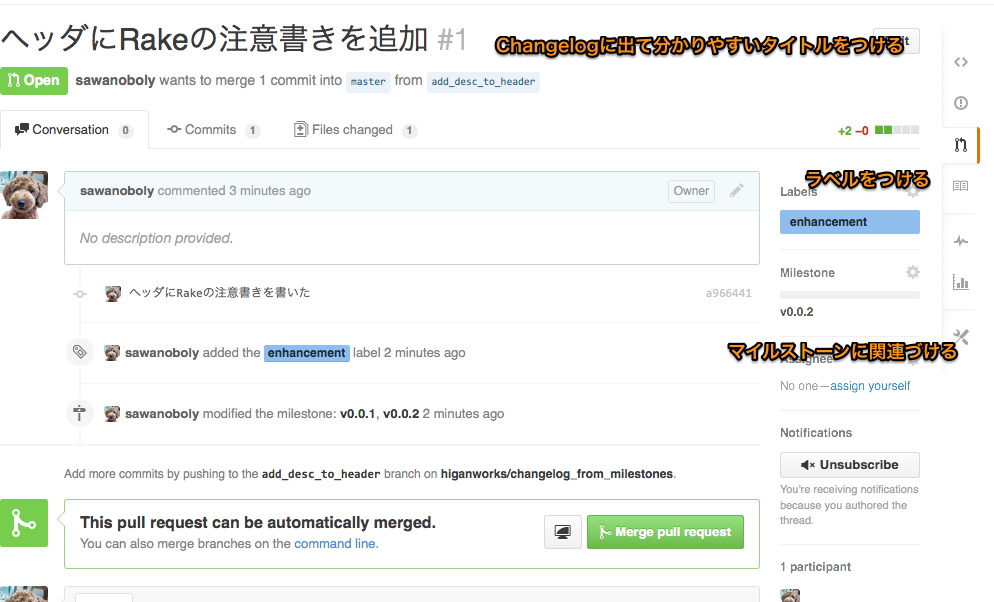 ヘッダにRakeの注意書きを追加 #1
Changelogに出て分かりやすいタイトルをつける
Open sawanoboly wants to merge 1 commit into master from add_desc_to_header
Conversation 0 Commits 1 Files changed 1
+2 −0
sawanoboly commented 3 minutes ago Owner
No description provided.
ヘッダにRakeの注意書きを書いた a966441
sawanoboly added the enhancement label 2 minutes ago
sawanoboly modified the milestone: v0.0.1, v0.0.2 2 minutes ago
Add more commits by pushing to the add_desc_to_header branch on higanworks/changelog_from_milestones.
This pull request can be automatically merged.
You can also merge branches on the command line.
Merge pull request
ラベルをつける
Labels
enhancement
Milestone
v0.0.2
マイルストーンに関連づける
Assignee
No one—assign yourself
Notifications
Unsubscribe
You're receiving notifications
because you authored the
thread.
1 participant